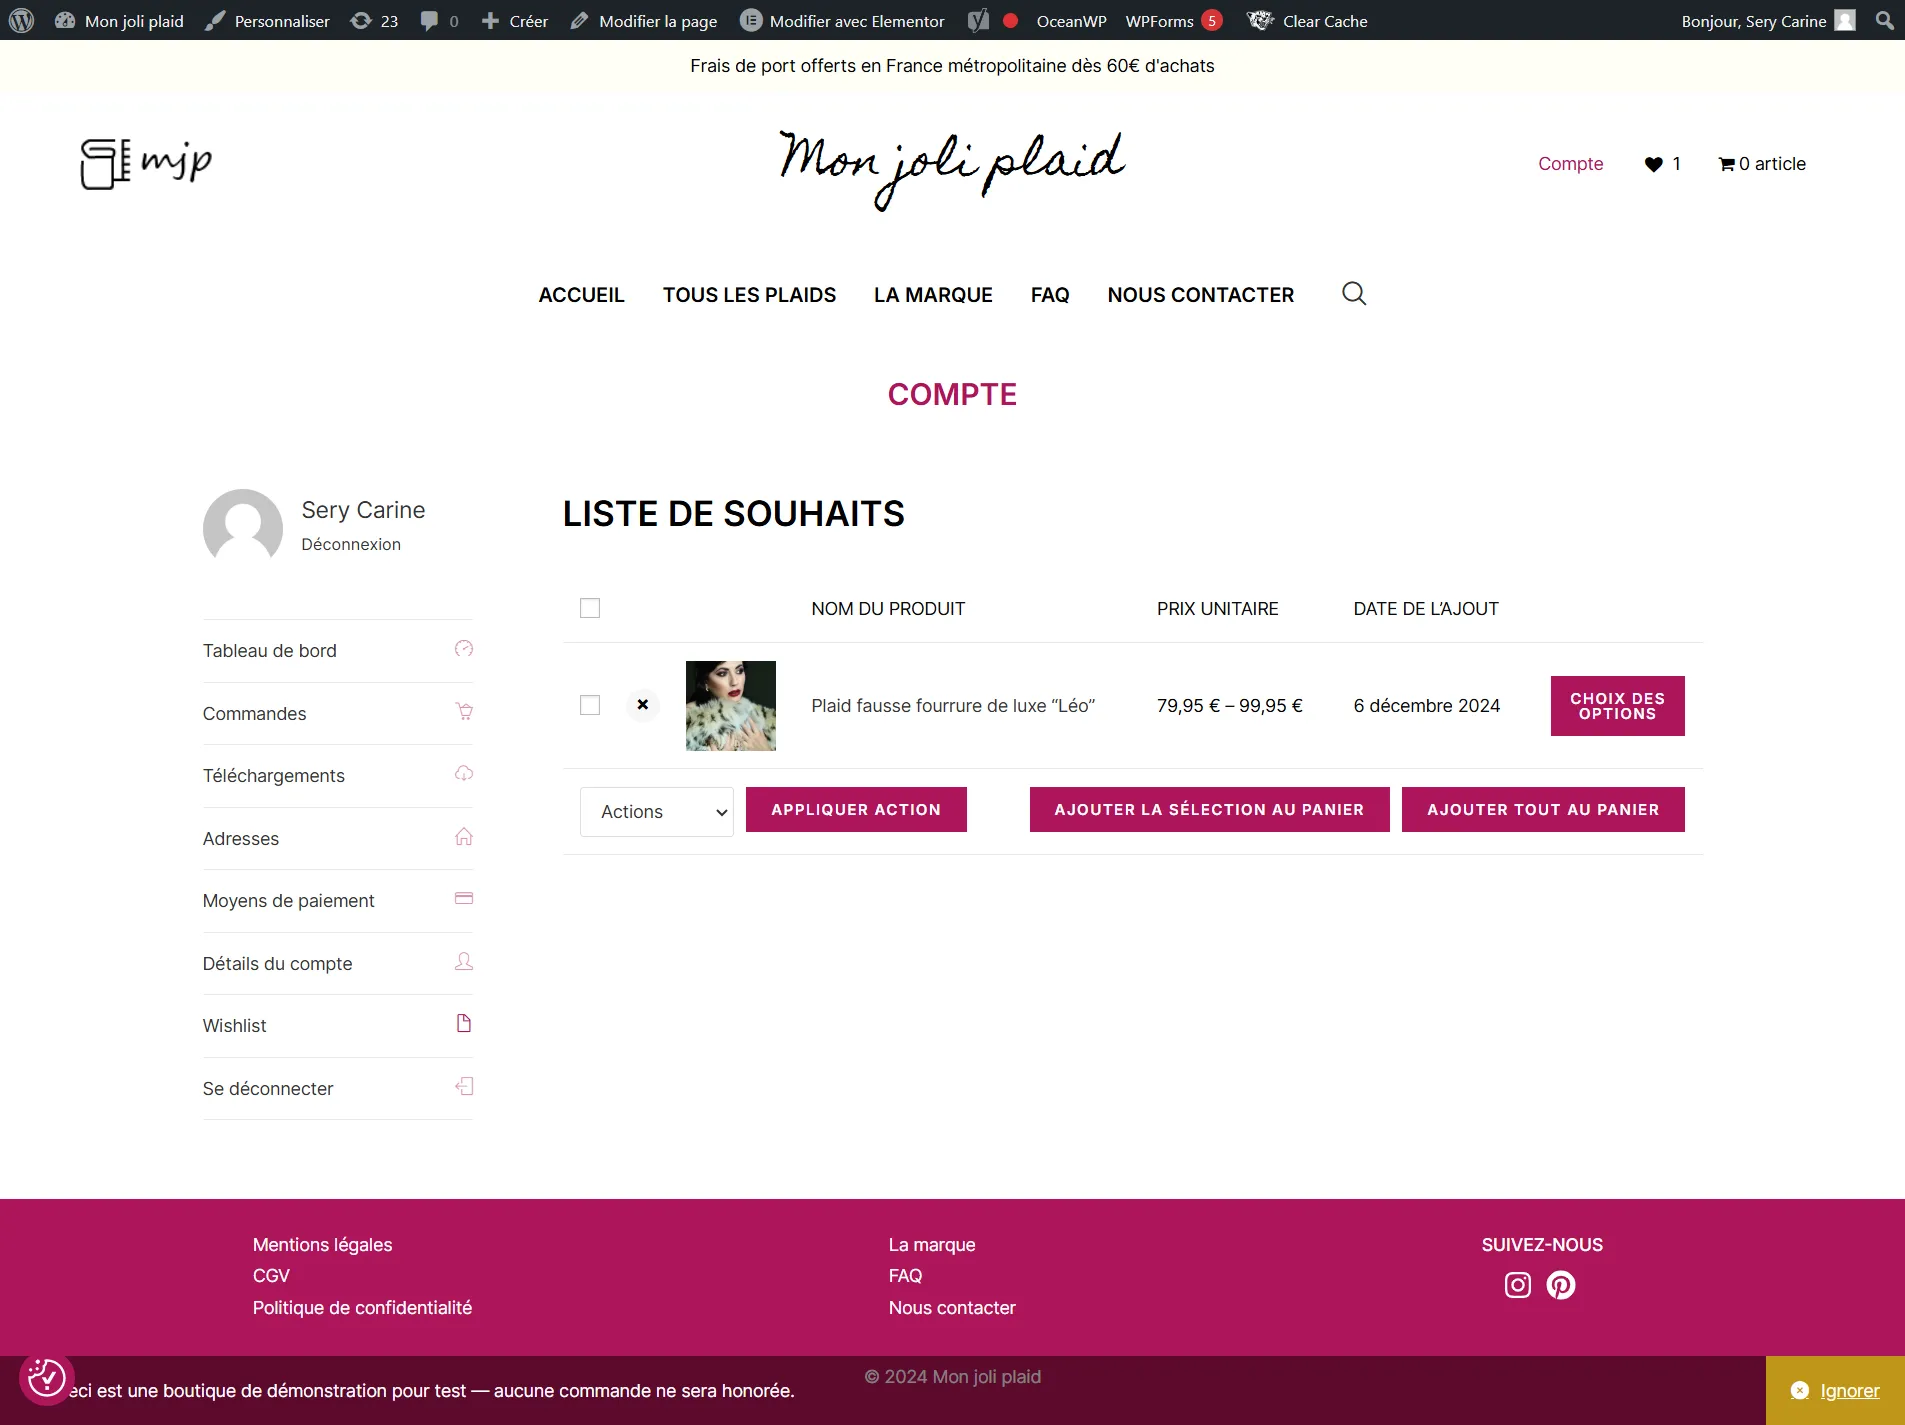 Mon joli plaid Personnaliser 23 0 Créer Modifier la page Modifier avec Elementor OceanWP WPForms 5 Clear Cache Bonjour, Sery Carine
Frais de port offerts en France métropolitaine dès 60€ d'achats
mjp
Mon joli plaid
Compte 1 0 article
ACCUEIL TOUS LES PLAIDS LA MARQUE FAQ NOUS CONTACTER
COMPTE
Sery Carine
Déconnexion
Tableau de bord
Commandes
Téléchargements
Adresses
Moyens de paiement
Détails du compte
Wishlist
Se déconnecter
LISTE DE SOUHAITS
NOM DU PRODUIT PRIX UNITAIRE DATE DE L’AJOUT
Plaid fausse fourrure de luxe “Léo” 79,95 € – 99,95 € 6 décembre 2024 CHOIX DES
OPTIONS
Actions APPLIQUER ACTION AJOUTER LA SÉLECTION AU PANIER AJOUTER TOUT AU PANIER
Mentions légales
CGV
Politique de confidentialité
La marque
FAQ
Nous contacter
SUIVEZ-NOUS
© 2024 Mon joli plaid
eci est une boutique de démonstration pour test — aucune commande ne sera honorée.
Ignorer